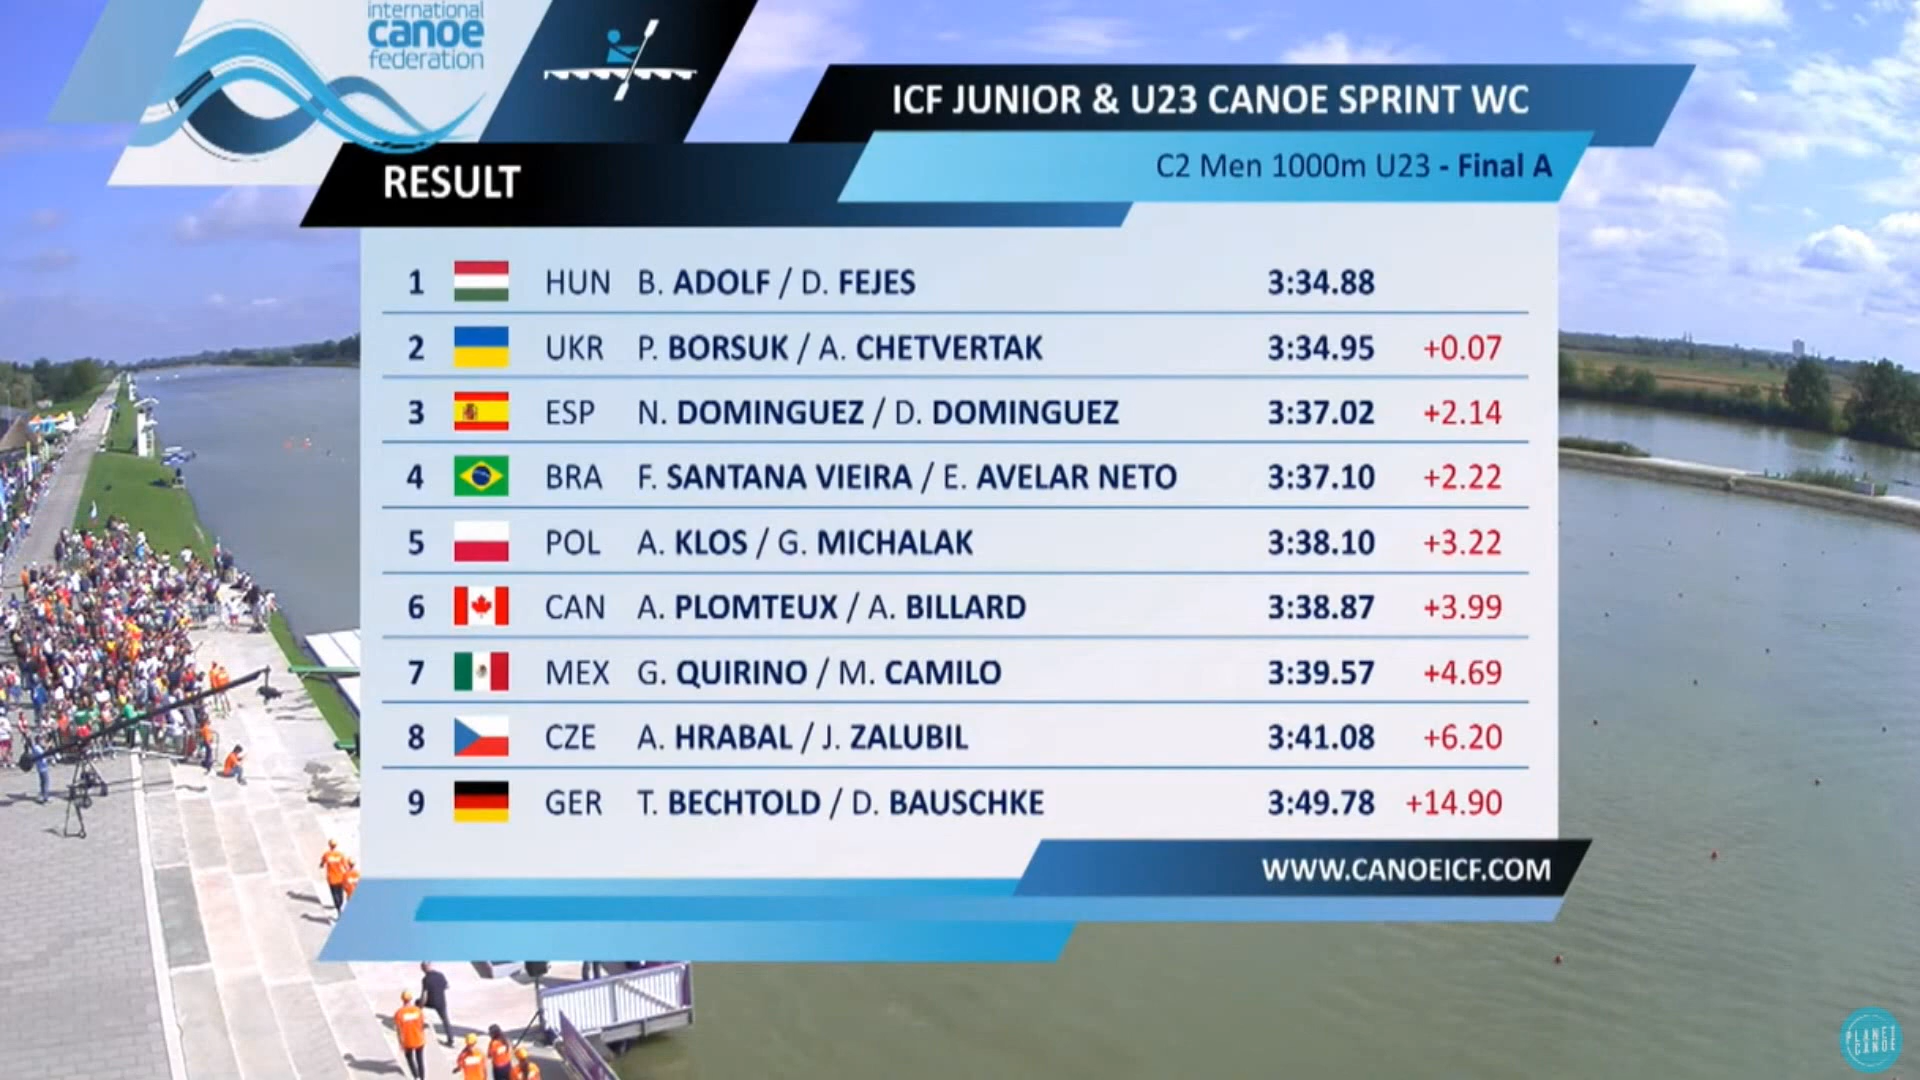 international
canoe
federation
ICF JUNIOR & U23 CANOE SPRINT WC
C2 Men 1000m U23 - Final A
RESULT
1 HUN B. ADOLF / D. FEJES 3:34.88
2 UKR P. BORSUK / A. CHETVERTAK 3:34.95 +0.07
3 ESP N. DOMINGUEZ / D. DOMINGUEZ 3:37.02 +2.14
4 BRA F. SANTANA VIEIRA / E. AVELAR NETO 3:37.10 +2.22
5 POL A. KLOS / G. MICHALAK 3:38.10 +3.22
6 CAN A. PLOMTEUX / A. BILLARD 3:38.87 +3.99
7 MEX G. QUIRINO / M. CAMILO 3:39.57 +4.69
8 CZE A. HRABAL / J. ZALUBIL 3:41.08 +6.20
9 GER T. BECHTOLD / D. BAUSCHKE 3:49.78 +14.90
WWW.CANOEICF.COM
PLANET
CANOE